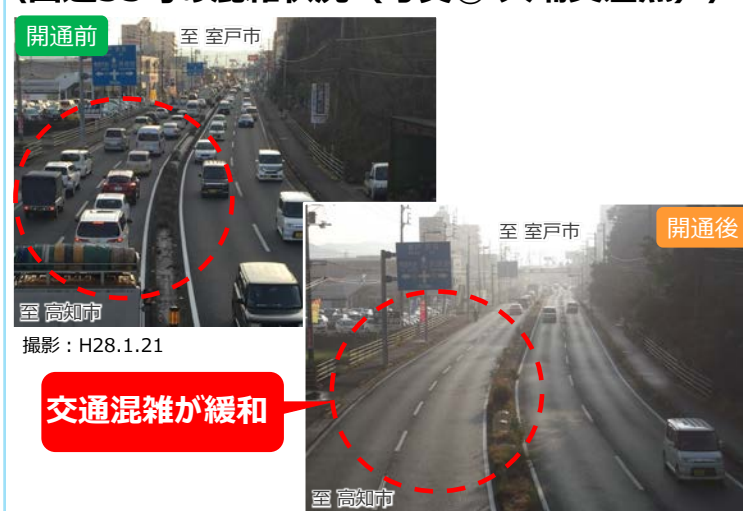 開通前
至 室戸市
至 高知市
撮影：H28.1.21
至 室戸市
開通後
交通混雑が緩和
至 高知市